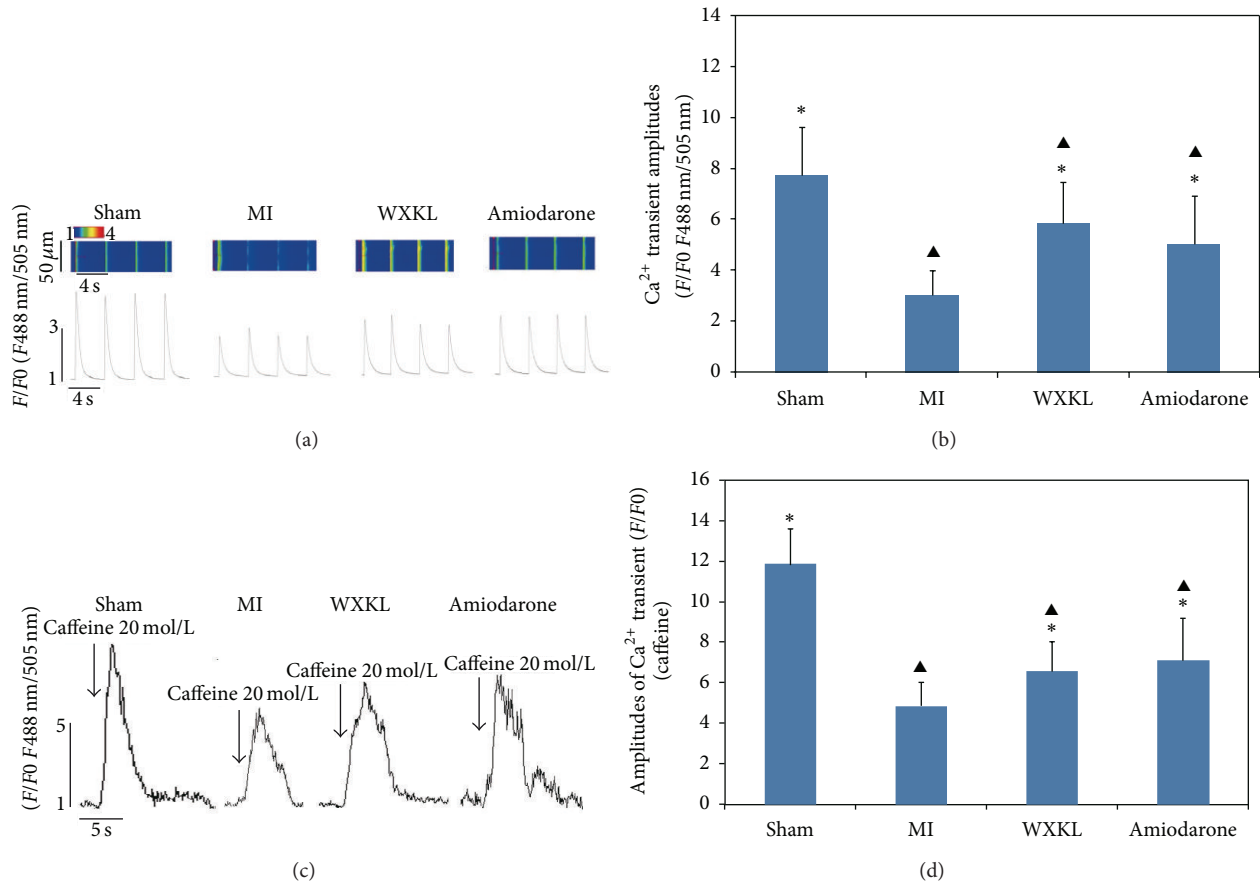 Sham MI WXKL Amiodarone
1 4
50 µm
4 s
F/F0 (F488 nm/505 nm)
3
1
4 s
(a)
Ca²⁺ transient amplitudes
(F/F0 F488 nm/505 nm)
14
12
10
8
6
4
2
0
*
▲
▲
*
▲
*
Sham MI WXKL Amiodarone
(b)
Sham MI WXKL Amiodarone
Caffeine 20 mol/L
Caffeine 20 mol/L
Caffeine 20 mol/L
Caffeine 20 mol/L
(F/F0 F488 nm/505 nm)
5
1
5 s
(c)
Amplitudes of Ca²⁺ transient (F/F0)
(caffeine)
16
14
12
10
8
6
4
2
0
*
▲
▲
*
▲
*
Sham MI WXKL Amiodarone
(d)